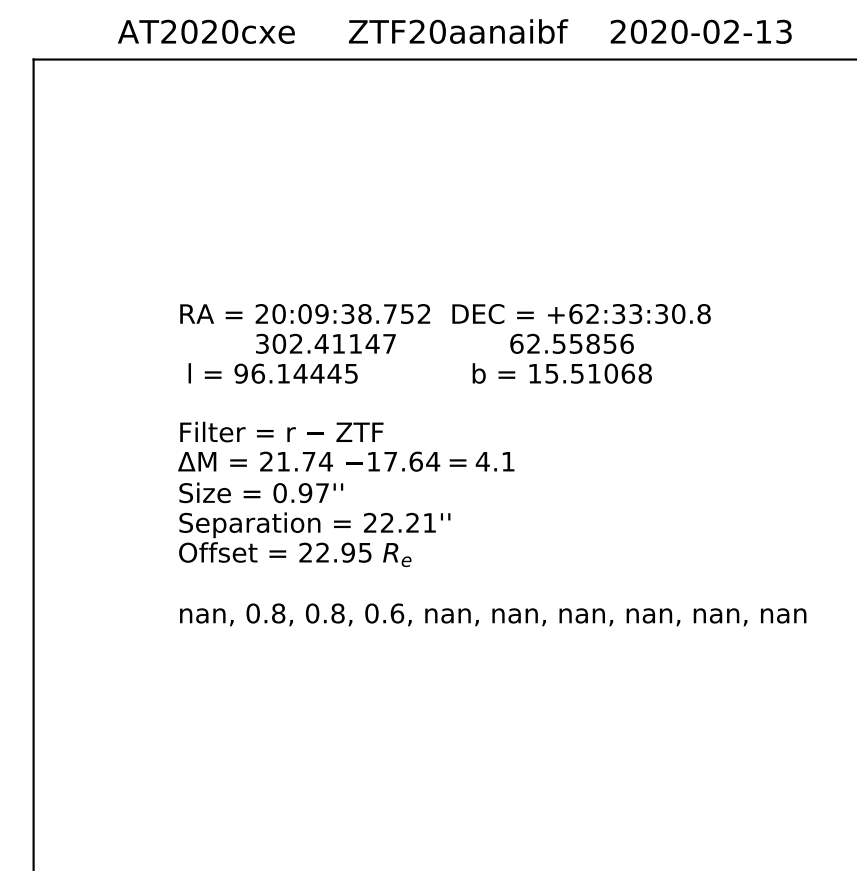 AT2020cxe ZTF20aanaibf 2020-02-13
RA = 20:09:38.752 DEC = +62:33:30.8
302.41147 62.55856
l = 96.14445 b = 15.51068
Filter = r − ZTF
ΔM = 21.74 −17.64 = 4.1
Size = 0.97''
Separation = 22.21''
Offset = 22.95 Re
nan, 0.8, 0.8, 0.6, nan, nan, nan, nan, nan, nan